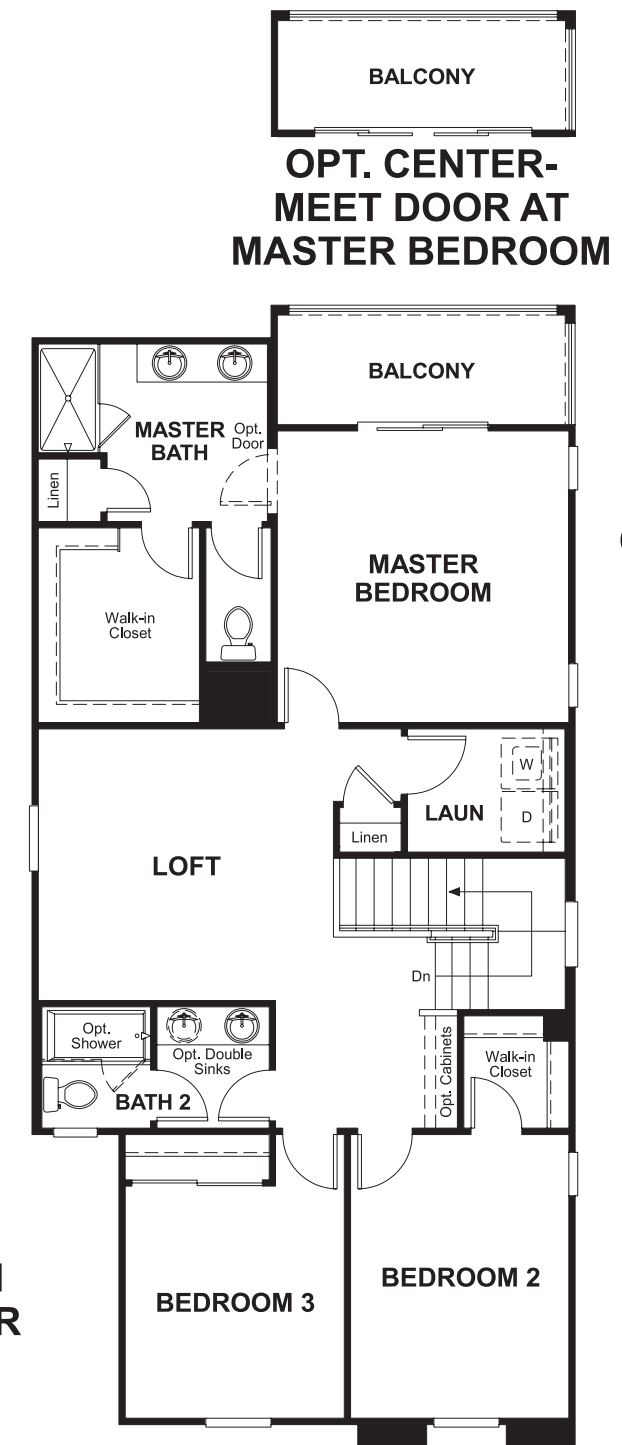 BALCONY
OPT. CENTER-
MEET DOOR AT
MASTER BEDROOM
BALCONY
MASTER
BATH
Opt.
Door
Linen
MASTER
BEDROOM
Walk-in
Closet
W
LAUN
D
Linen
LOFT
Dn
Opt.
Shower
Opt. Double
Sinks
Opt. Cabinets
Walk-in
Closet
BATH 2
BEDROOM 2
BEDROOM 3
R